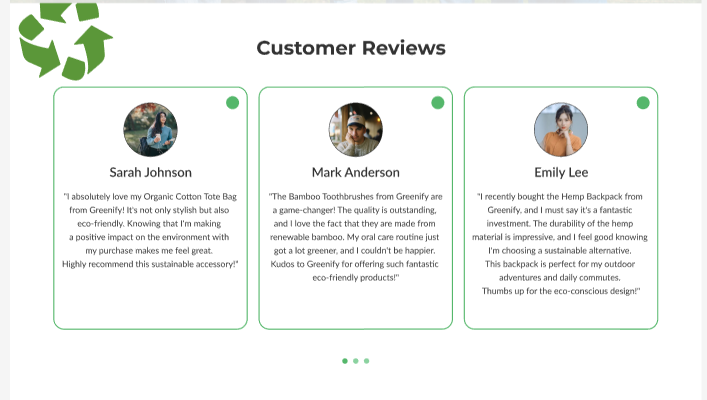 Customer Reviews
Sarah Johnson
"I absolutely love my Organic Cotton Tote Bag
from Greenify! It's not only stylish but also
eco-friendly. Knowing that I'm making
a positive impact on the environment with
my purchase makes me feel great.
Highly recommend this sustainable accessory!"
Mark Anderson
"The Bamboo Toothbrushes from Greenify are
a game-changer! The quality is outstanding,
and I love the fact that they are made from
renewable bamboo. My oral care routine just
got a lot greener, and I couldn't be happier.
Kudos to Greenify for offering such fantastic
eco-friendly products!"
Emily Lee
"I recently bought the Hemp Backpack from
Greenify, and I must say it's a fantastic
investment. The durability of the hemp
material is impressive, and I feel good knowing
I'm choosing a sustainable alternative.
This backpack is perfect for my outdoor
adventures and daily commutes.
Thumbs up for the eco-conscious design!"